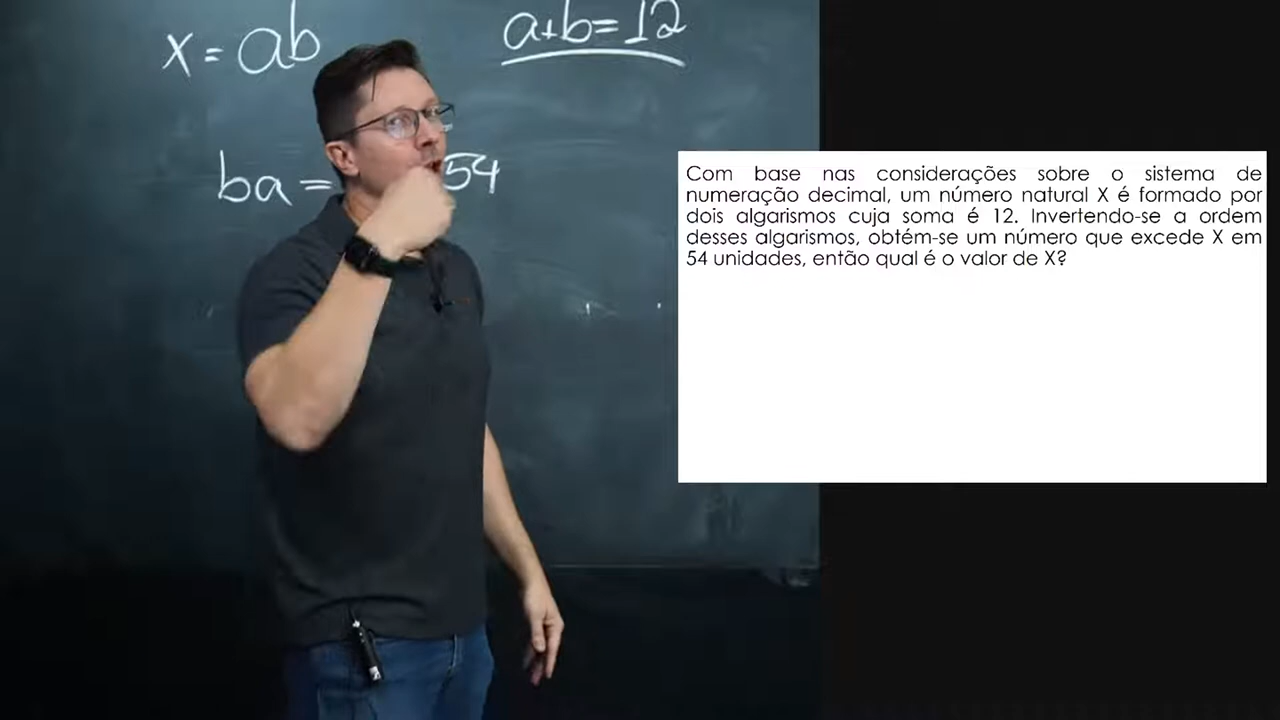 x = ab
a+b=12
ba = 54
Com base nas considerações sobre o sistema de
numeração decimal, um número natural X é formado por
dois algarismos cuja soma é 12. Invertendo-se a ordem
desses algarismos, obtém-se um número que excede X em
54 unidades, então qual é o valor de X?